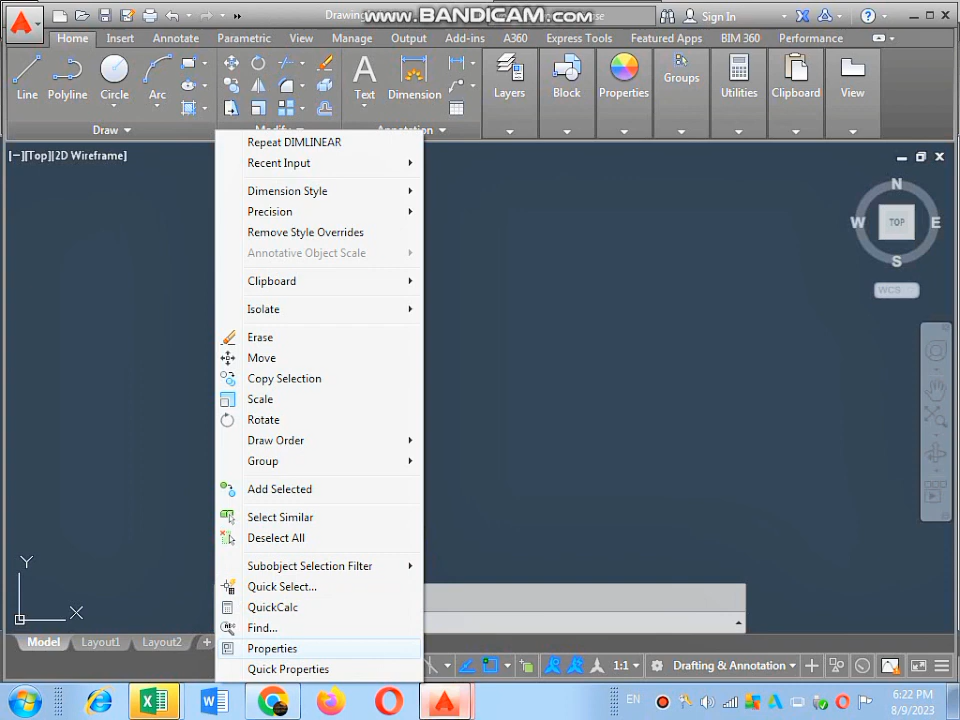 Drawing
www.BANDICAM.com
se
Sign In
Home Insert Annotate Parametric View Manage Output Add-ins A360 Express Tools Featured Apps BIM 360 Performance
Line Polyline Circle Arc Text Dimension Layers Block Properties Groups Utilities Clipboard View
Draw Modify Annotation
[−][Top][2D Wireframe]
Repeat DIMLINEAR
Recent Input
Dimension Style
Precision
Remove Style Overrides
Annotative Object Scale
Clipboard
Isolate
Erase
Move
Copy Selection
Scale
Rotate
Draw Order
Group
Add Selected
Select Similar
Deselect All
Subobject Selection Filter
Quick Select...
QuickCalc
Find...
Properties
Quick Properties
N
W TOP E
S
WCS
Y
X
Model Layout1 Layout2 +
1:1 Drafting & Annotation
EN
6:22 PM
8/9/2023